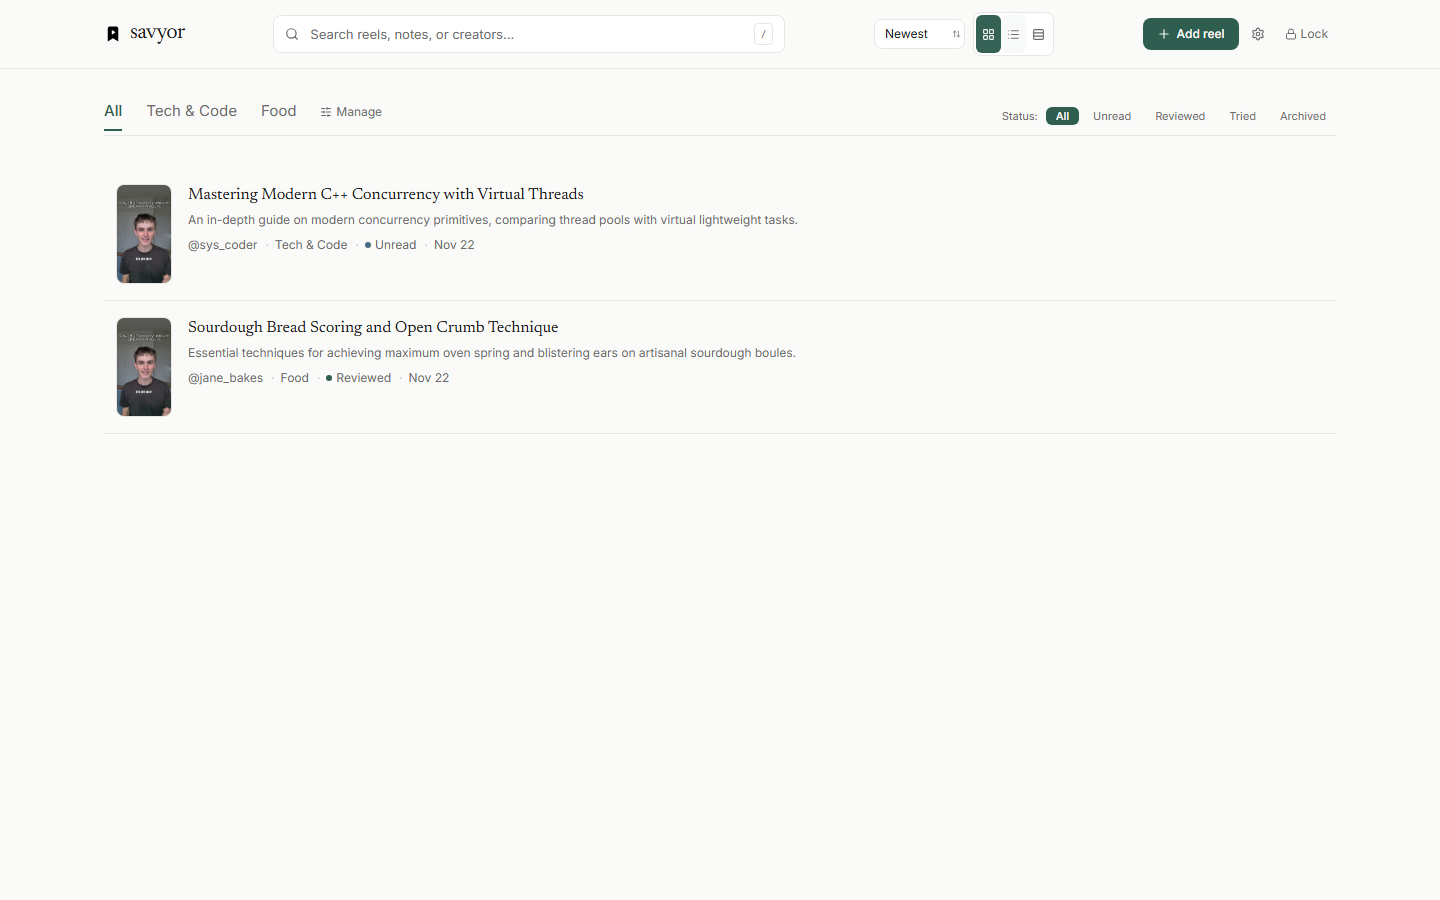 savyor
Search reels, notes, or creators...
/
Newest
Add reel
Lock
All
Tech & Code
Food
Manage
Status:
All
Unread
Reviewed
Tried
Archived
Mastering Modern C++ Concurrency with Virtual Threads
An in-depth guide on modern concurrency primitives, comparing thread pools with virtual lightweight tasks.
@sys_coder · Tech & Code · Unread · Nov 22
Sourdough Bread Scoring and Open Crumb Technique
Essential techniques for achieving maximum oven spring and blistering ears on artisanal sourdough boules.
@jane_bakes · Food · Reviewed · Nov 22